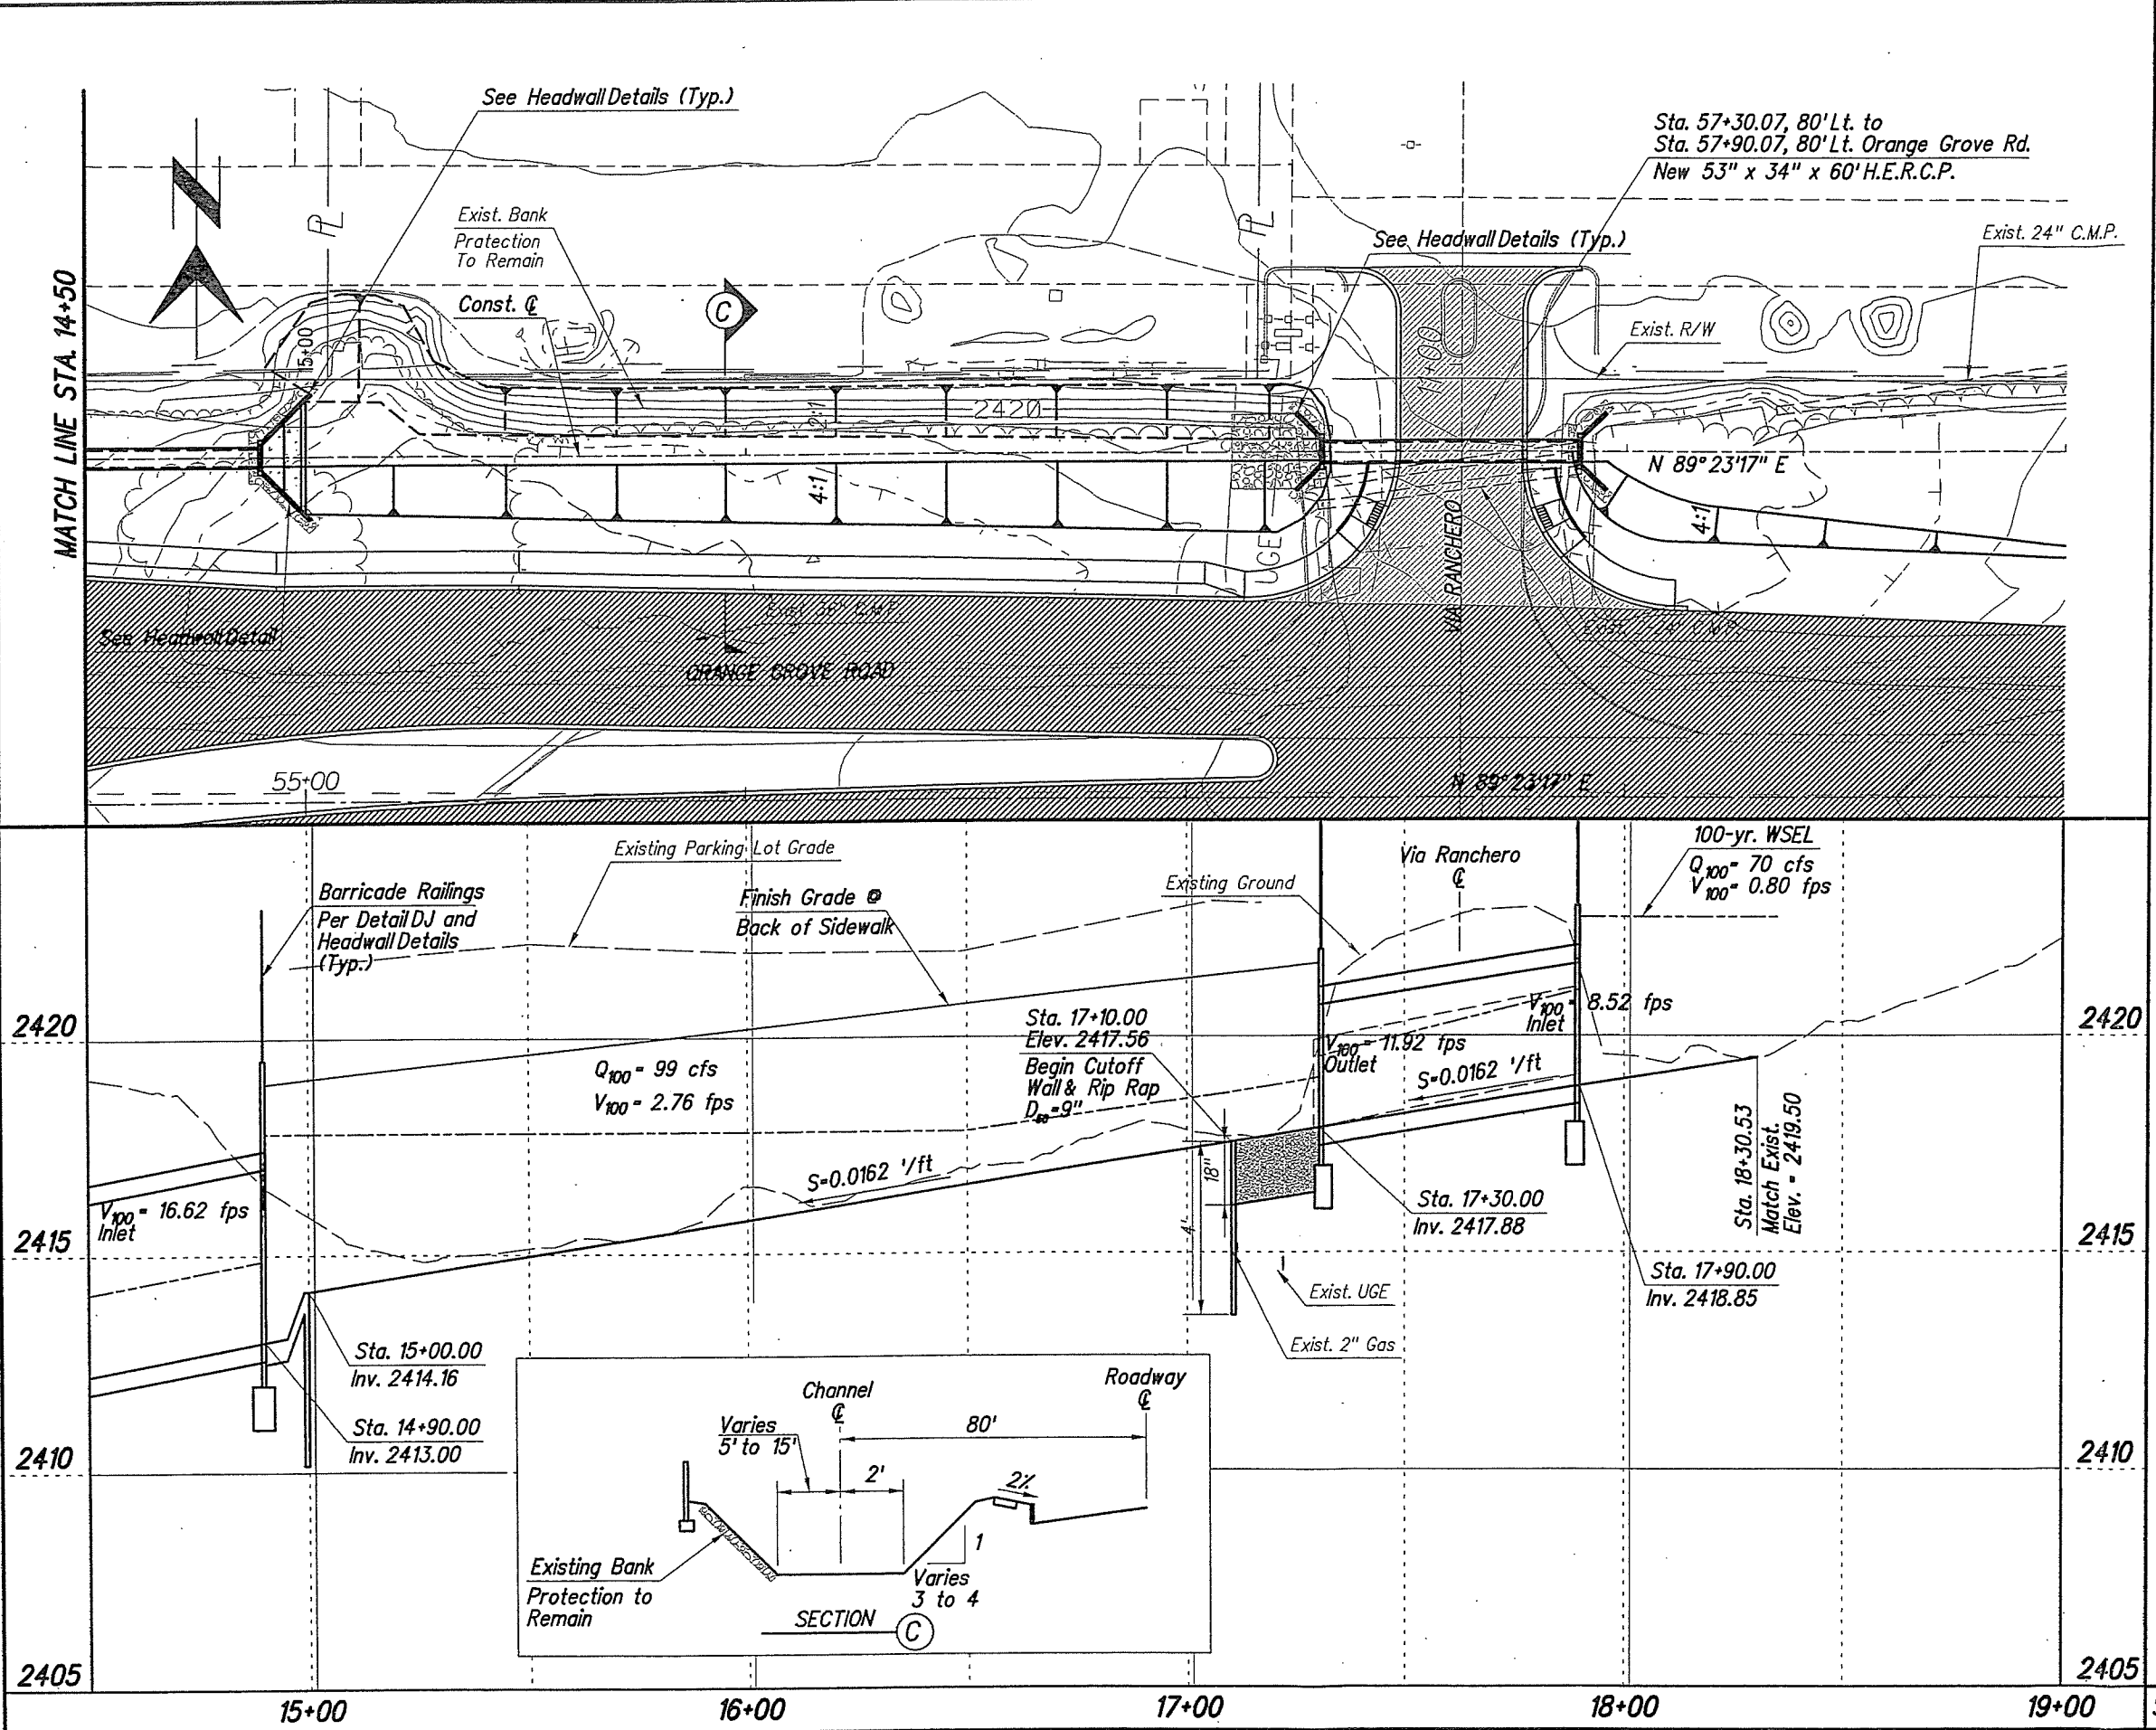 See Headwall Details (Typ.)
Sta. 57+30.07, 80' Lt. to
Sta. 57+90.07, 80' Lt. Orange Grove Rd.
New 53" x 34" x 60' H.E.R.C.P.
N
PL
Exist. Bank
Protection
To Remain
PL
See Headwall Details (Typ.)
Exist. 24" C.M.P.
MATCH LINE STA. 14+50
Const. ℄
C
15+00
11+00
Exist. R/W
2:1
2420
N 89°23'17" E
4:1
4:1
UGE
VIA RANCHERO
Exist. 36" C.M.P.
See Headwall Detail
24" C.M.P.
ORANGE GROVE ROAD
55+00
N 89°23'17" E
Existing Parking Lot Grade
Via Ranchero
℄
100-yr. WSEL
Q100= 70 cfs
V100= 0.80 fps
Barricade Railings
Per Detail DJ and
Headwall Details
(Typ.)
Finish Grade @
Back of Sidewalk
Existing Ground
2420
Sta. 17+10.00
Elev. 2417.56
Begin Cutoff
Wall & Rip Rap
D50=9"
V100= 8.52 fps
Inlet
2420
Q100= 99 cfs
V100= 2.76 fps
V100= 11.92 fps
Outlet
S=0.0162 '/ft
S=0.0162 '/ft
18"
4'
Sta. 18+30.53
Match Exist.
Elev. = 2419.50
V100= 16.62 fps
Inlet
Sta. 17+30.00
Inv. 2417.88
2415
2415
Sta. 17+90.00
Inv. 2418.85
Exist. UGE
Exist. 2" Gas
Sta. 15+00.00
Inv. 2414.16
Sta. 14+90.00
Inv. 2413.00
Channel
℄
Roadway
℄
Varies
5' to 15'
80'
2'
2%
1
Varies
3 to 4
Existing Bank
Protection to
Remain
SECTION C
2410
2410
2405
2405
15+00
16+00
17+00
18+00
19+00